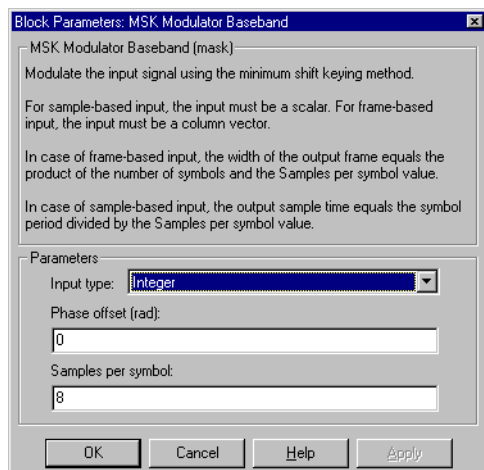 Block Parameters: MSK Modulator Baseband
MSK Modulator Baseband (mask)
Modulate the input signal using the minimum shift keying method.
For sample-based input, the input must be a scalar. For frame-based
input, the input must be a column vector.
In case of frame-based input, the width of the output frame equals the
product of the number of symbols and the Samples per symbol value.
In case of sample-based input, the output sample time equals the symbol
period divided by the Samples per symbol value.
Parameters
Input type: Integer
Phase offset (rad):
0
Samples per symbol:
8
OK Cancel Help Apply